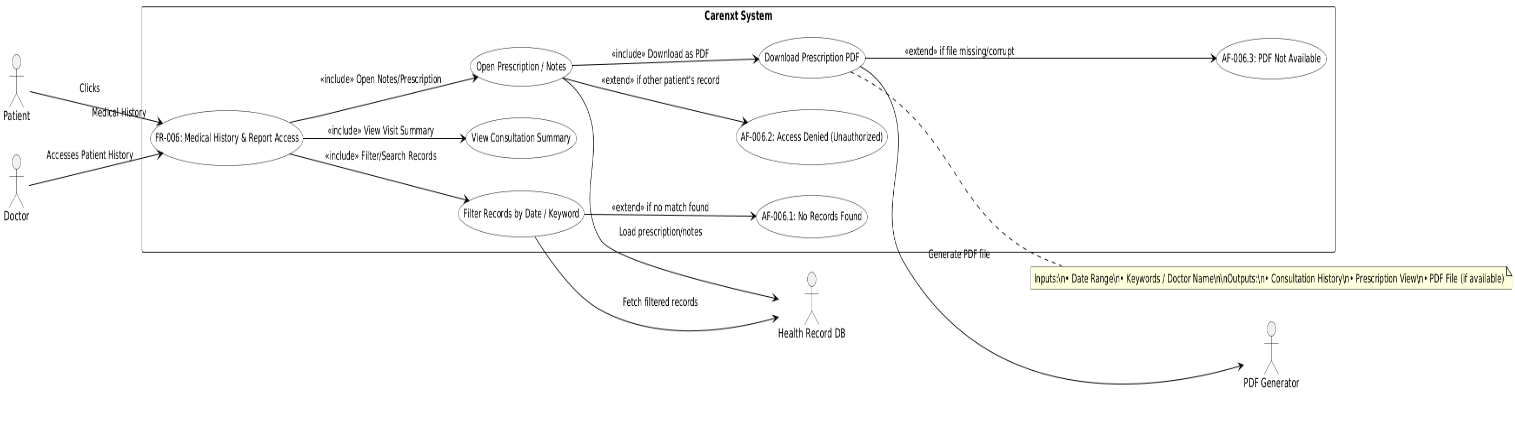 Carenxt System
Patient
Clicks
Medical History
Doctor
Accesses Patient History
FR-006: Medical History & Report Access
«include» Open Notes/Prescription
«include» View Visit Summary
«include» Filter/Search Records
Open Prescription / Notes
View Consultation Summary
Filter Records by Date / Keyword
«include» Download as PDF
«extend» if other patient's record
«extend» if no match found
Load prescription/notes
Fetch filtered records
Download Prescription PDF
AF-006.2: Access Denied (Unauthorized)
AF-006.1: No Records Found
Health Record DB
«extend» if file missing/corrupt
AF-006.3: PDF Not Available
Generate PDF file
Inputs:\n• Date Range\n• Keywords / Doctor Name\n\nOutputs:\n• Consultation History\n• Prescription View\n• PDF File (if available)
PDF Generator